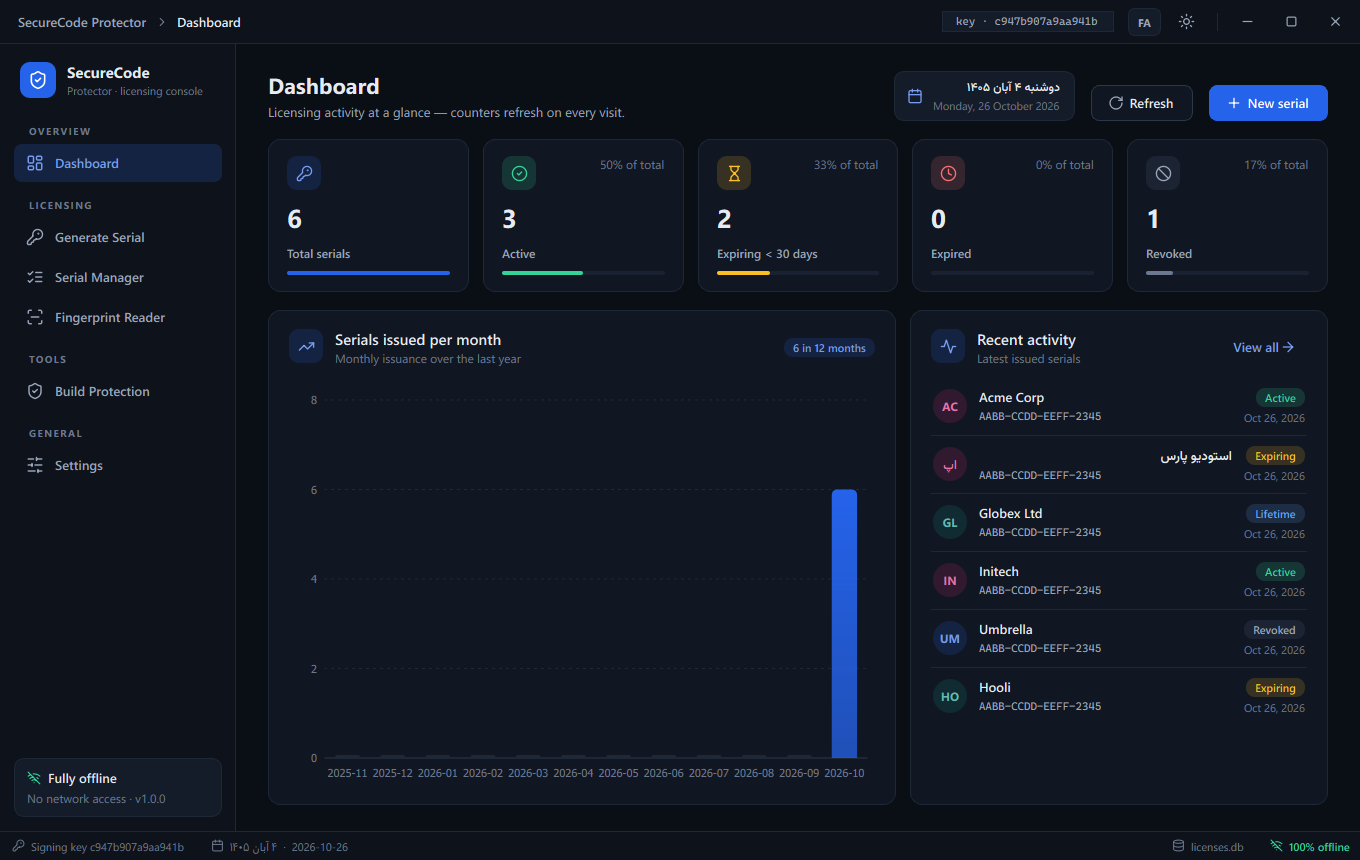 SecureCode Protector > Dashboard
key · c947b907a9aa941b
FA
SecureCode
Protector · licensing console
OVERVIEW
Dashboard
LICENSING
Generate Serial
Serial Manager
Fingerprint Reader
TOOLS
Build Protection
GENERAL
Settings
Fully offline
No network access · v1.0.0
Dashboard
Licensing activity at a glance — counters refresh on every visit.
دوشنبه ۴ آبان ۱۴۰۵
Monday, 26 October 2026
Refresh
New serial
6
Total serials
50% of total
3
Active
33% of total
2
Expiring < 30 days
0% of total
0
Expired
17% of total
1
Revoked
Serials issued per month
Monthly issuance over the last year
6 in 12 months
8
6
4
2
0
2025-11 2025-12 2026-01 2026-02 2026-03 2026-04 2026-05 2026-06 2026-07 2026-08 2026-09 2026-10
Recent activity
Latest issued serials
View all
AC Acme Corp Active
AABB-CCDD-EEFF-2345 Oct 26, 2026
اپ استودیو پارس Expiring
AABB-CCDD-EEFF-2345 Oct 26, 2026
GL Globex Ltd Lifetime
AABB-CCDD-EEFF-2345 Oct 26, 2026
IN Initech Active
AABB-CCDD-EEFF-2345 Oct 26, 2026
UM Umbrella Revoked
AABB-CCDD-EEFF-2345 Oct 26, 2026
HO Hooli Expiring
AABB-CCDD-EEFF-2345 Oct 26, 2026
Signing key c947b907a9aa941b
۴ آبان ۱۴۰۵ · 2026-10-26
licenses.db
100% offline